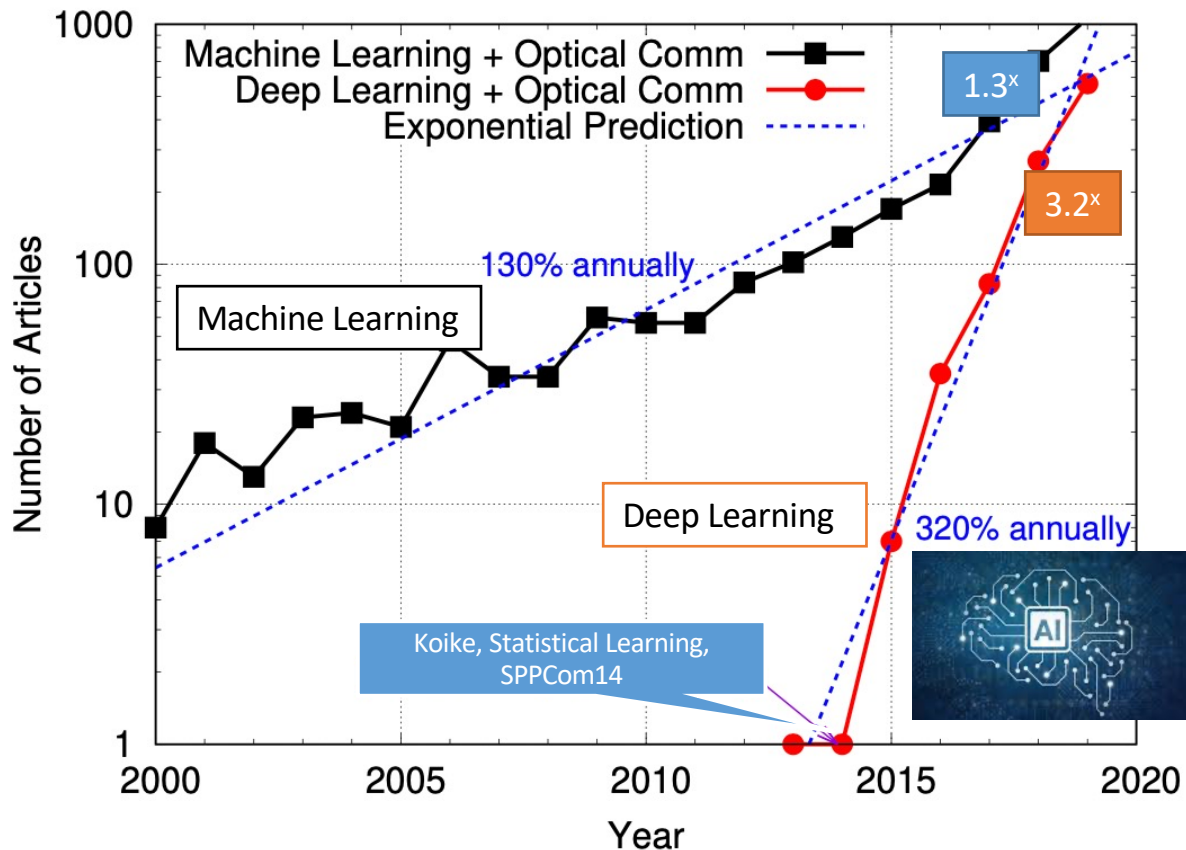 1000
100
10
1
Number of Articles
Machine Learning + Optical Comm
Deep Learning + Optical Comm
Exponential Prediction
1.3ˣ
3.2ˣ
130% annually
Machine Learning
Deep Learning
320% annually
AI
Koike, Statistical Learning,
SPPCom14
2000 2005 2010 2015 2020
Year